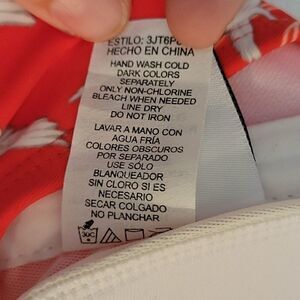 ESTILO: 3JT6P
HECHO EN CHINA
HAND WASH COLD
DARK COLORS
SEPARATELY
ONLY NON-CHLORINE
BLEACH WHEN NEEDED
LINE DRY
DO NOT IRON
LAVAR A MANO CON
AGUA FRÍA
COLORES OBSCUROS
POR SEPARADO
USE SÓLO
BLANQUEADOR
SIN CLORO SI ES
NECESARIO
SECAR COLGADO
NO PLANCHAR
30C